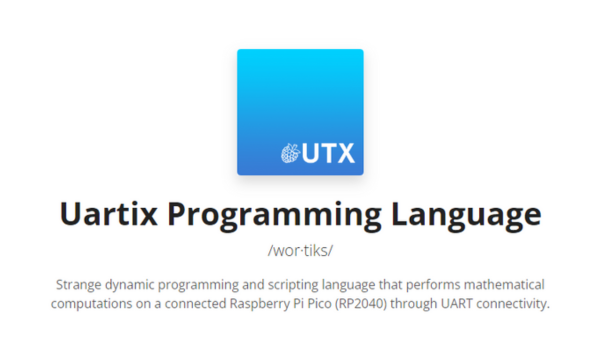 UTX
Uartix Programming Language
/wor·tiks/
Strange dynamic programming and scripting language that performs mathematical
computations on a connected Raspberry Pi Pico (RP2040) through UART connectivity.